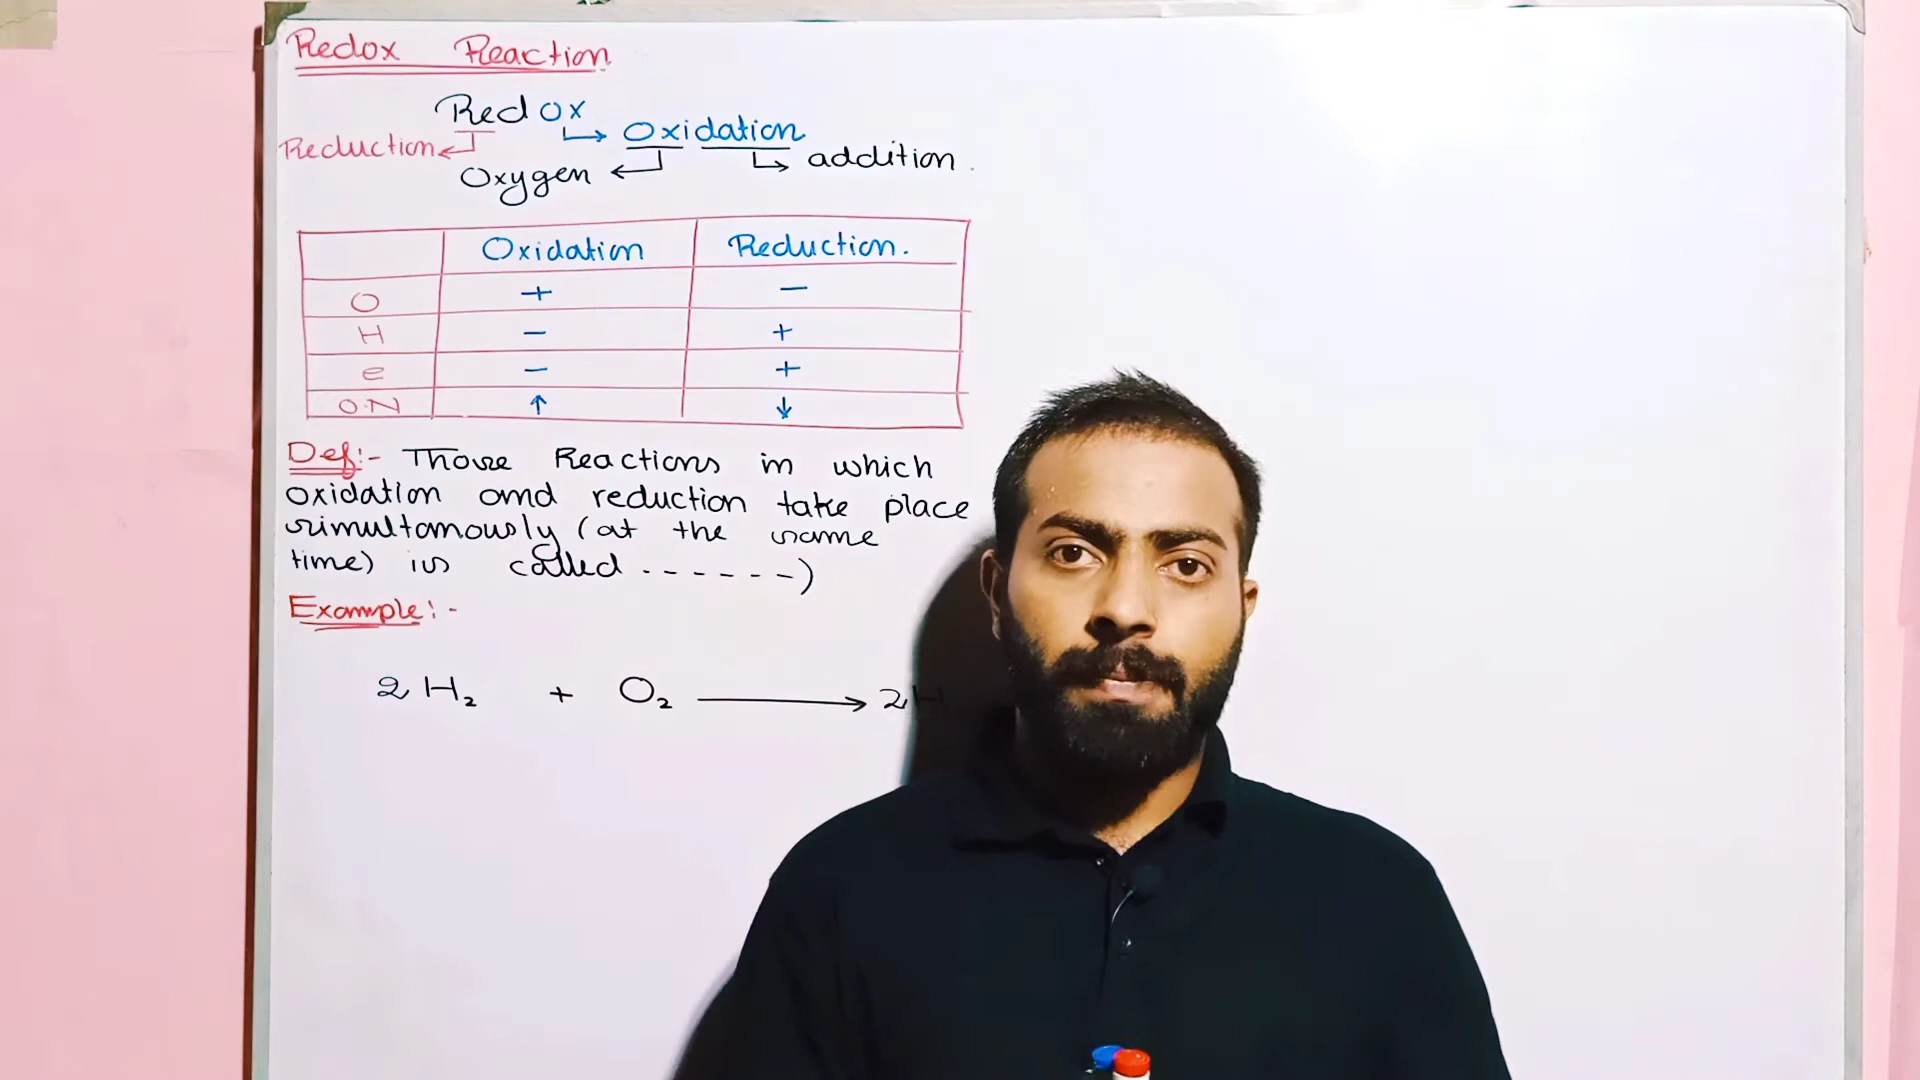 Redox Reaction
Redox
Reduction Oxidation
Oxygen addition.
Oxidation Reduction.
O + -
H - +
e - +
O.N ↑ ↓
Def:- Those Reactions in which
oxidation and reduction take place
simultanously (at the same
time) is called ------)
Example:-
2H₂ + O₂ → 2H